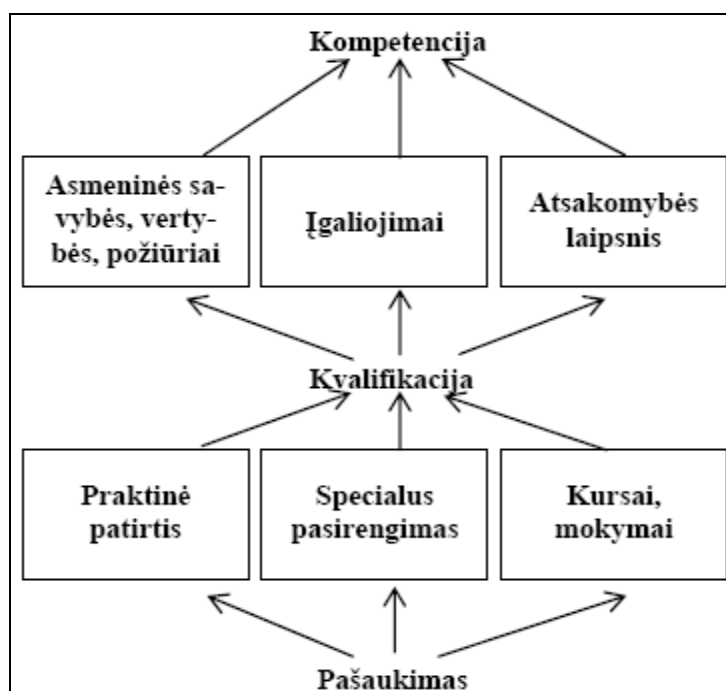 Kompetencija
Asmeninės sa-
vybės, verty-
bės, požiūriai
Įgaliojimai
Atsakomybės
laipsnis
Kvalifikacija
Praktinė
patirtis
Specialus
pasirengimas
Kursai,
mokymai
Pašaukimas